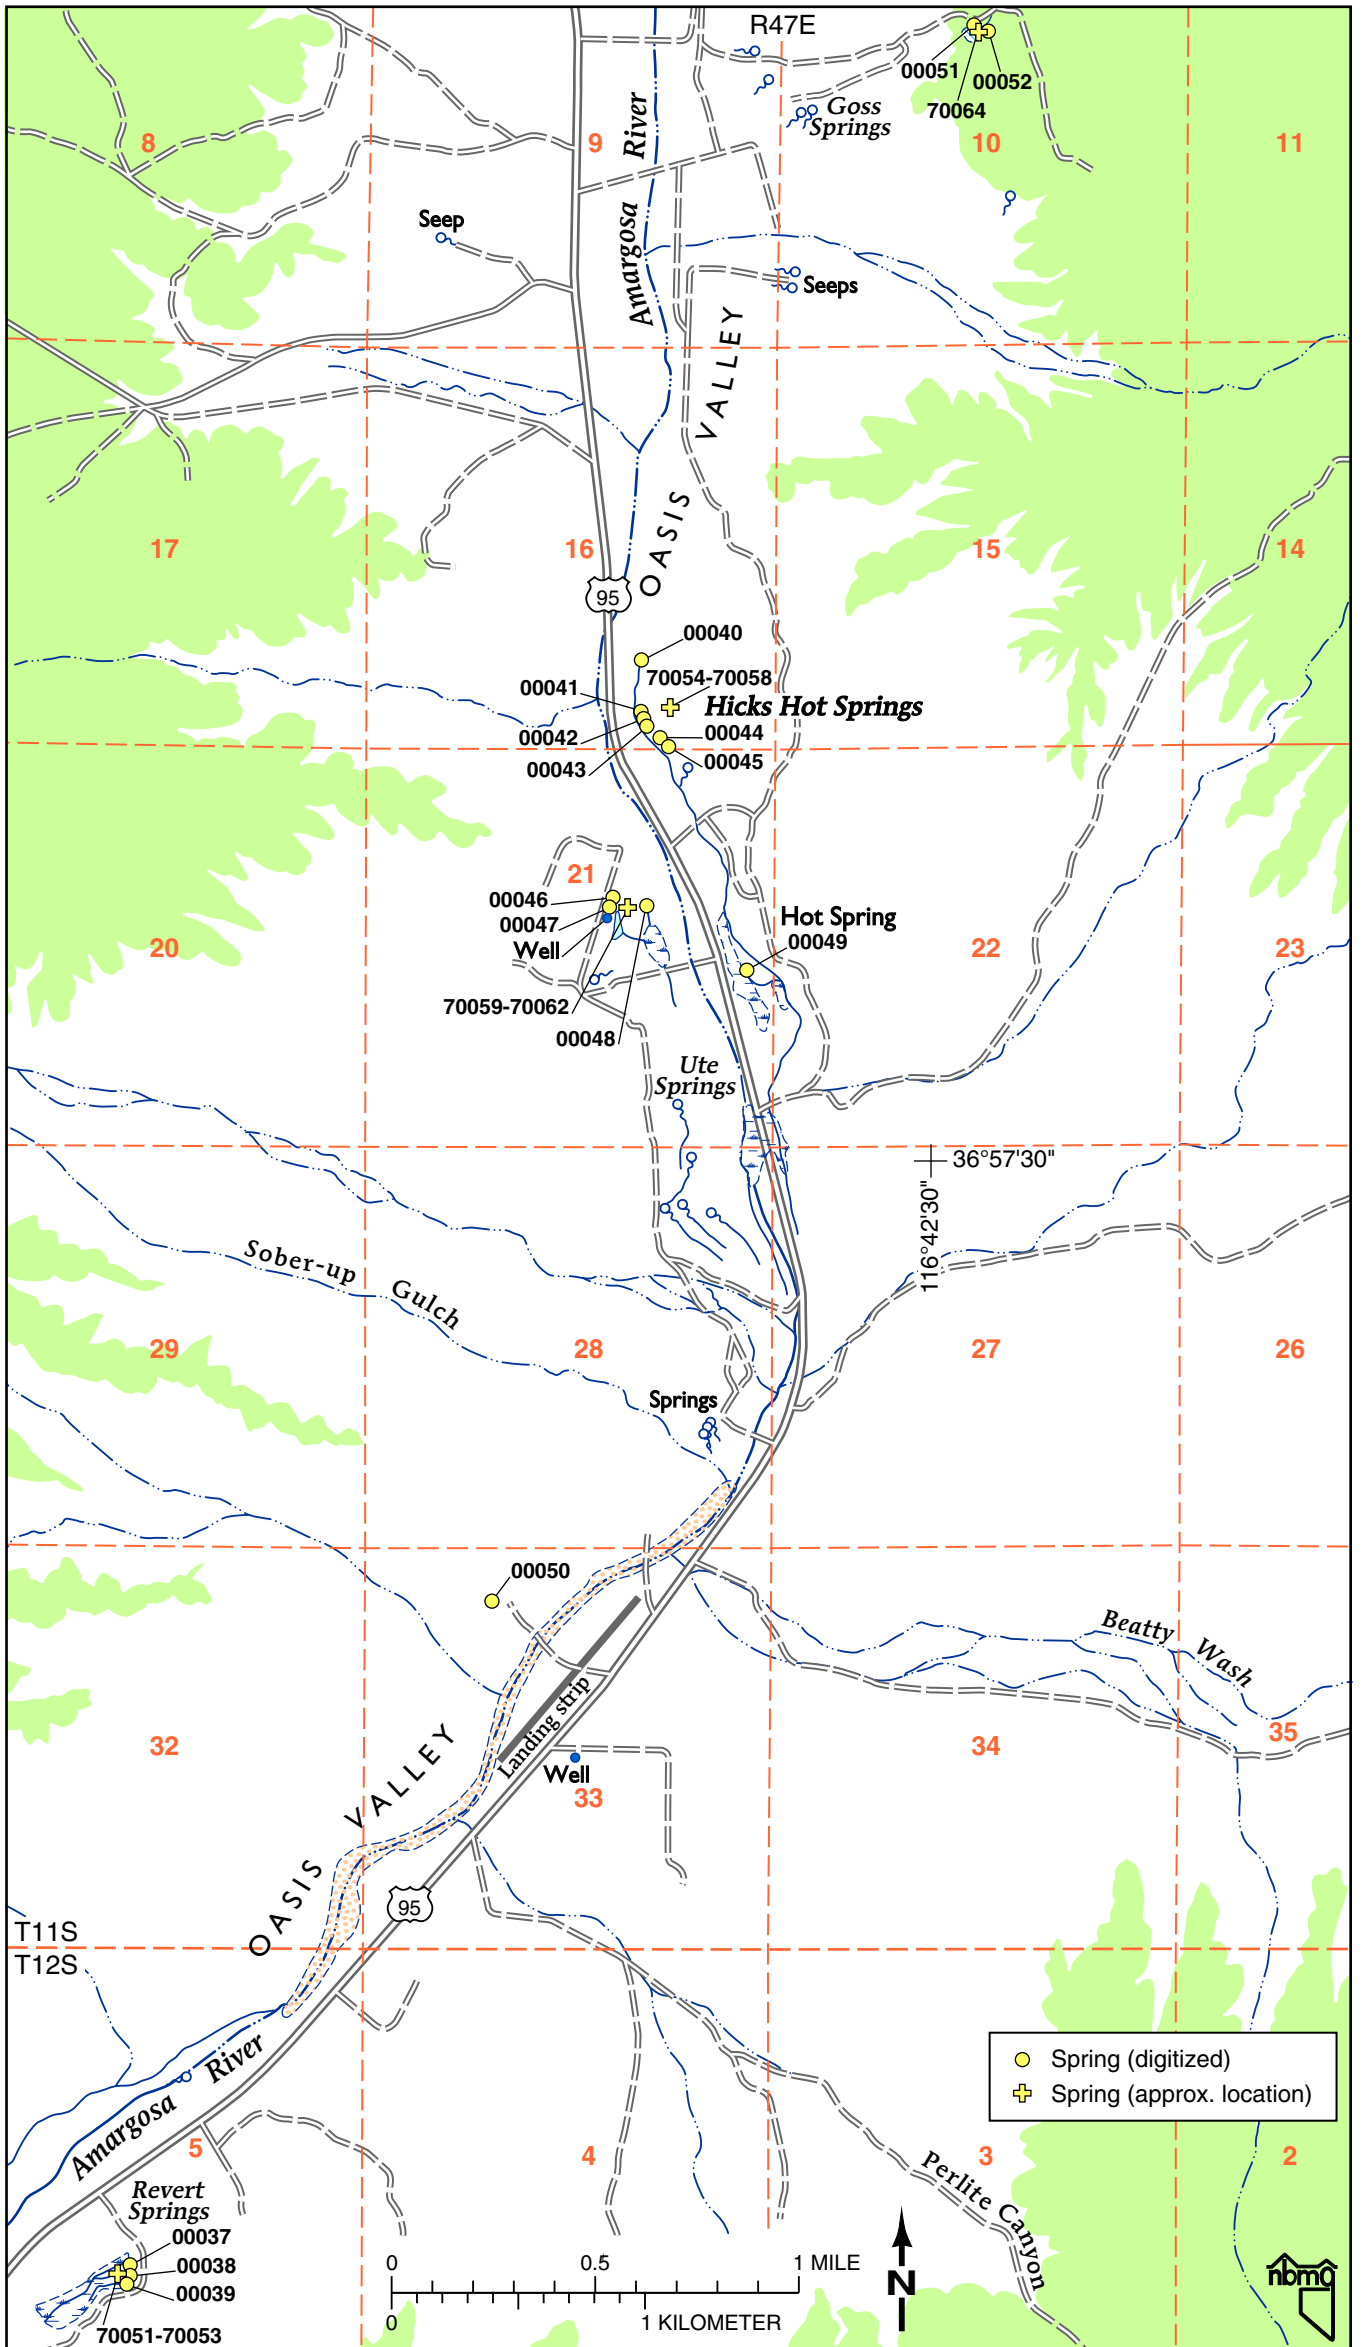 R47E
00051
00052
70064
Goss
Springs
8
9
10
11
Amargosa River
Seep
Seeps
OASIS VALLEY
17
16
15
14
95
00040
70054-70058
00041
Hicks Hot Springs
00042
00044
00043
00045
21
00046
00047
Well
Hot Spring
00049
20
22
23
70059-70062
00048
Ute
Springs
36°57'30"
116°42'30"
Sober-up Gulch
29
28
27
26
Springs
00050
Beatty Wash
Landing strip
32
34
35
Well
33
OASIS VALLEY
95
T11S
T12S
Spring (digitized)
Spring (approx. location)
Amargosa River
5
4
3
2
Perlite Canyon
Revert
Springs
00037
00038
00039
70051-70053
0 0.5 1 MILE
0 1 KILOMETER
N
nbmg